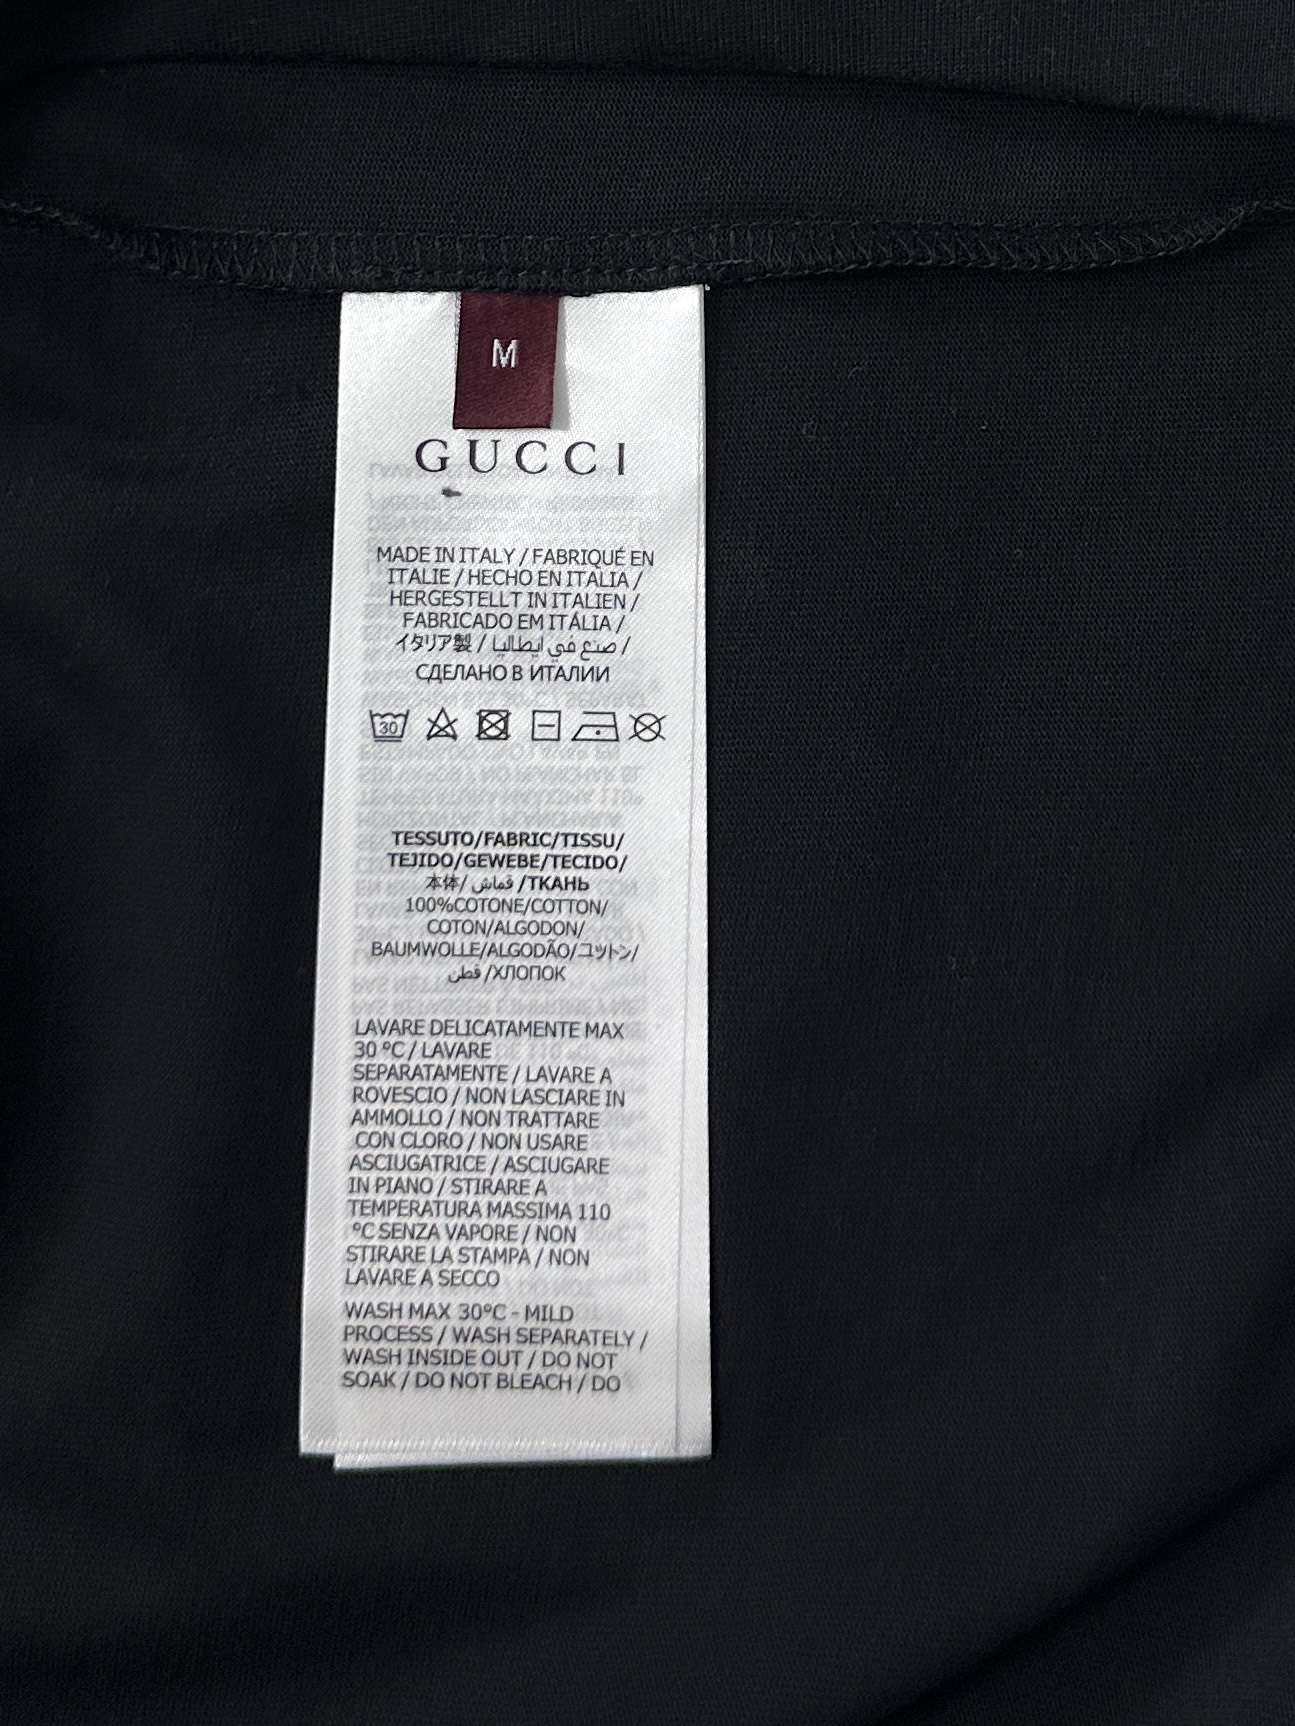 M
GUCCI
MADE IN ITALY / FABRIQUÉ EN
ITALIE / HECHO EN ITALIA /
HERGESTELLT IN ITALIEN /
FABRICADO EM ITÁLIA /
イタリア製 / صنع في ايطاليا /
СДЕЛАНО В ИТАЛИИ
30
TESSUTO/FABRIC/TISSU/
TEJIDO/GEWEBE/TECIDO/
本体/ قماش /ТКАНЬ
100%COTONE/COTTON/
COTON/ALGODON/
BAUMWOLLE/ALGODÃO/コットン/
قطن /ХЛОПОК
LAVARE DELICATAMENTE MAX
30 °C / LAVARE
SEPARATAMENTE / LAVARE A
ROVESCIO / NON LASCIARE IN
AMMOLLO / NON TRATTARE
CON CLORO / NON USARE
ASCIUGATRICE / ASCIUGARE
IN PIANO / STIRARE A
TEMPERATURA MASSIMA 110
°C SENZA VAPORE / NON
STIRARE LA STAMPA / NON
LAVARE A SECCO
WASH MAX 30°C - MILD
PROCESS / WASH SEPARATELY /
WASH INSIDE OUT / DO NOT
SOAK / DO NOT BLEACH / DO